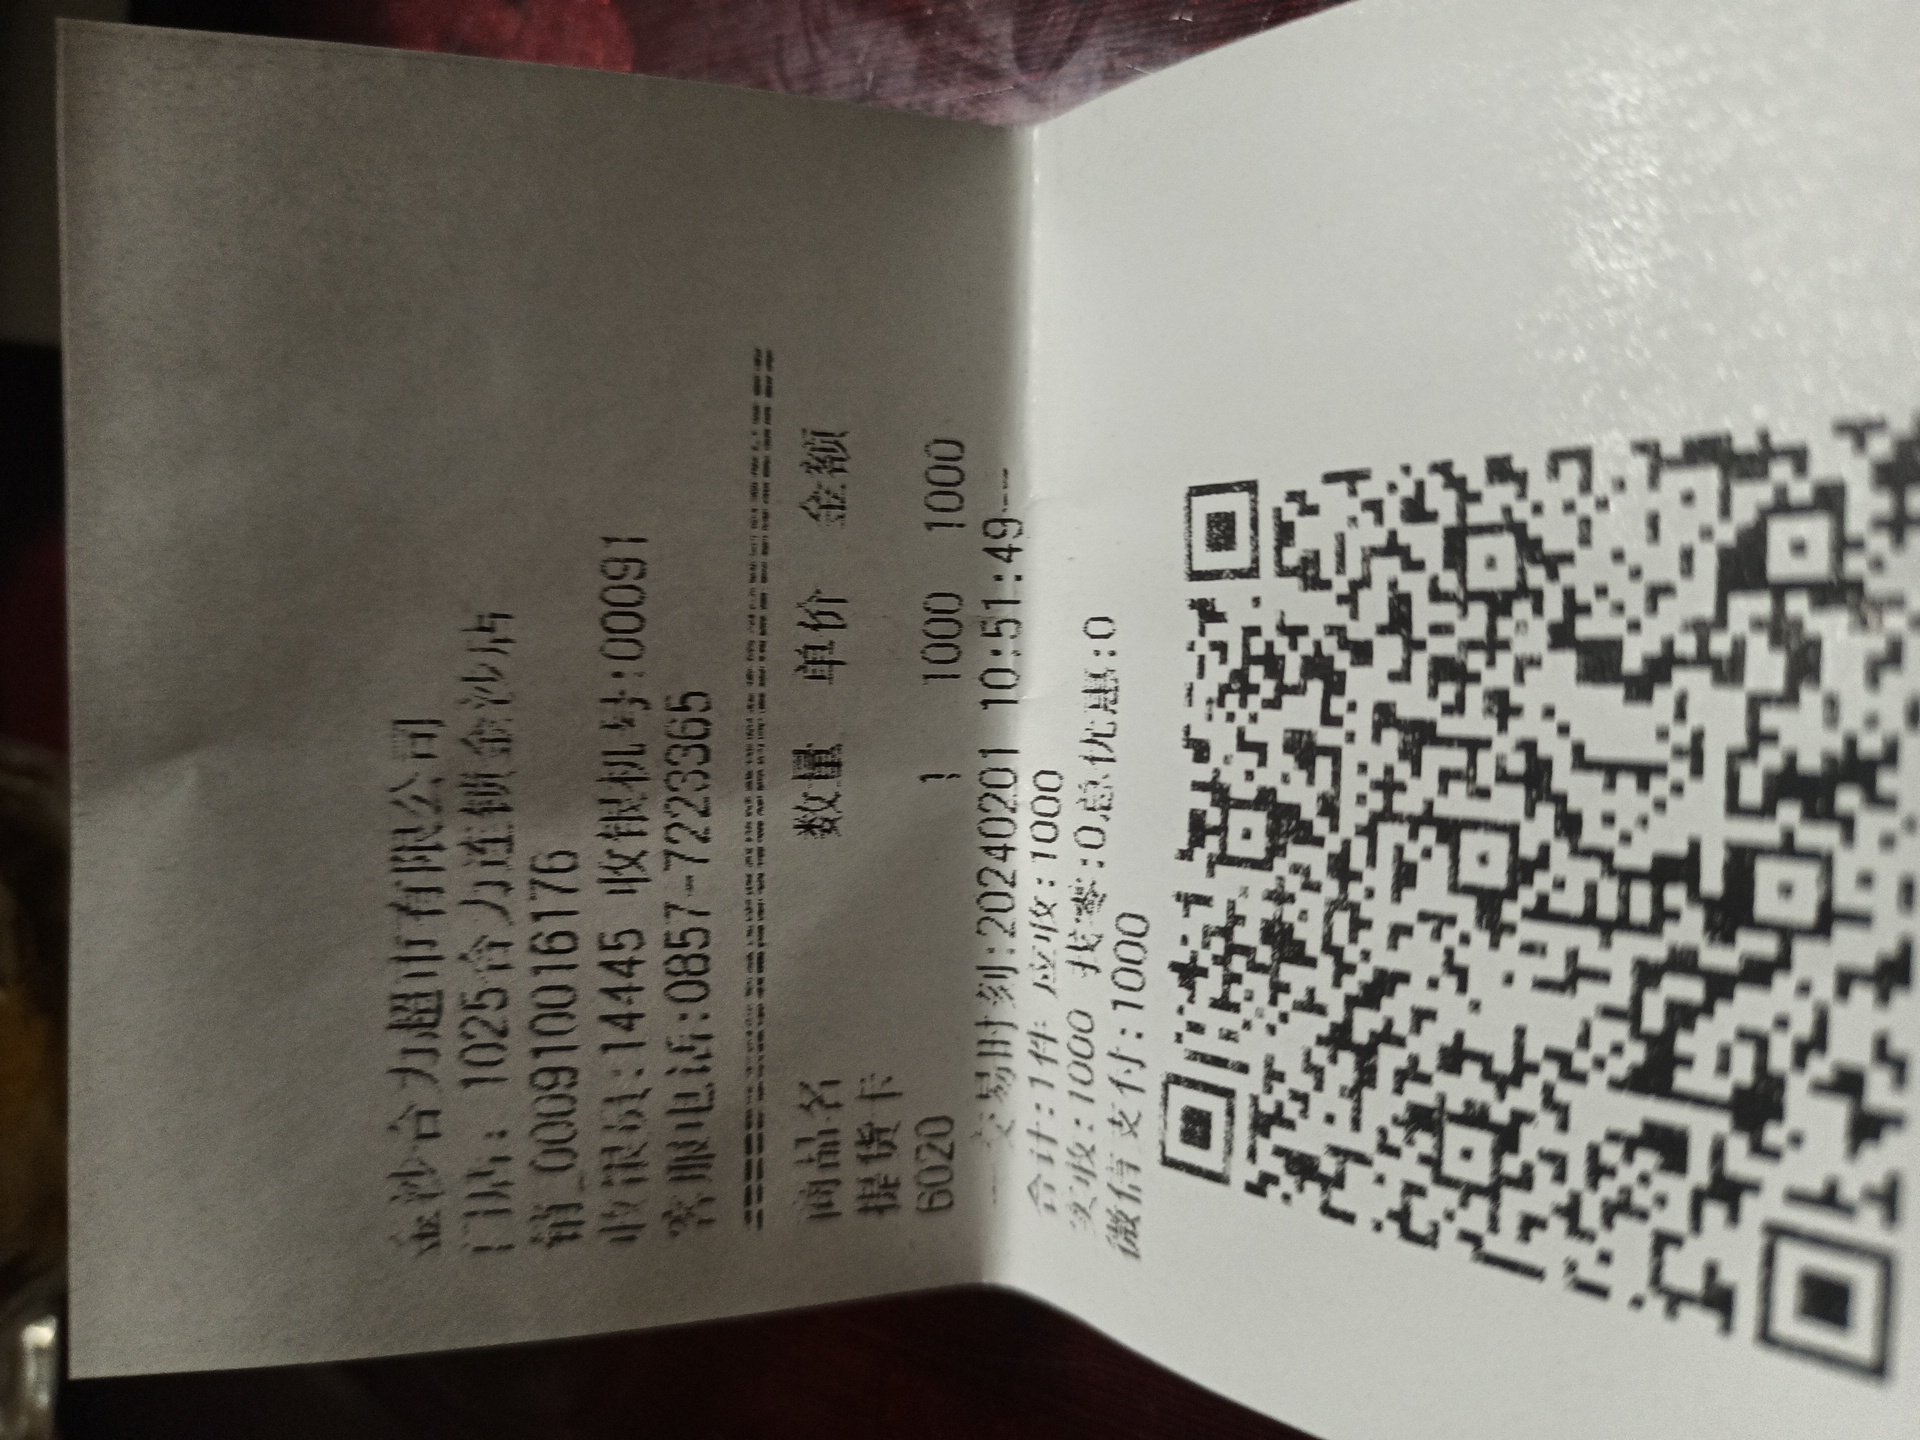 金沙合力超市有限公司
门店: 1025合力连锁金沙店
销_0009100166176
收银员:14445 收银机号:00091
客服电话:0857-7223365
商品名 数量 单价 金额
提货卡
6020 1 1000 1000
--交易时刻:20240201 10:51:49--
合计:1件 应收:1000
实收:1000 找零:0总优惠:0
微信支付:1000